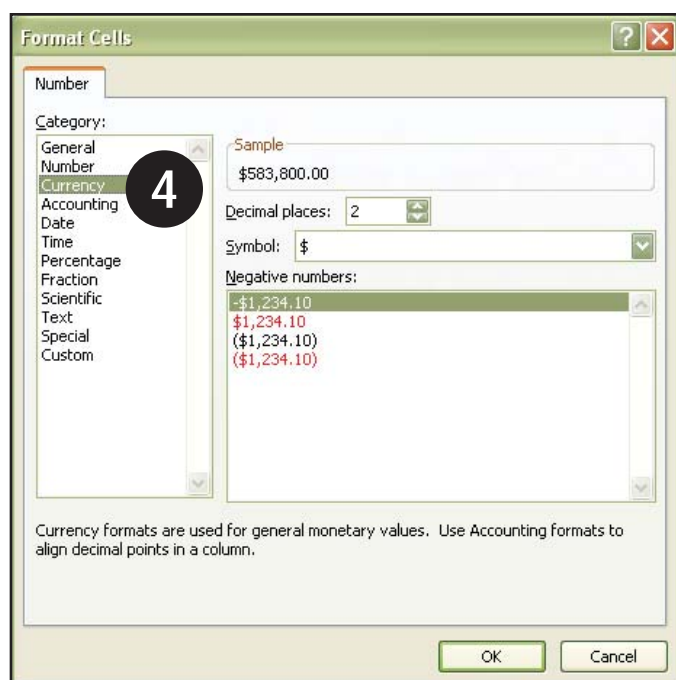 Format Cells
Number
Category:
General
Number
Currency
Accounting
Date
Time
Percentage
Fraction
Scientific
Text
Special
Custom
4
Sample
$583,800.00
Decimal places: 2
Symbol: $
Negative numbers:
-$1,234.10
$1,234.10
($1,234.10)
($1,234.10)
Currency formats are used for general monetary values. Use Accounting formats to
align decimal points in a column.
OK Cancel